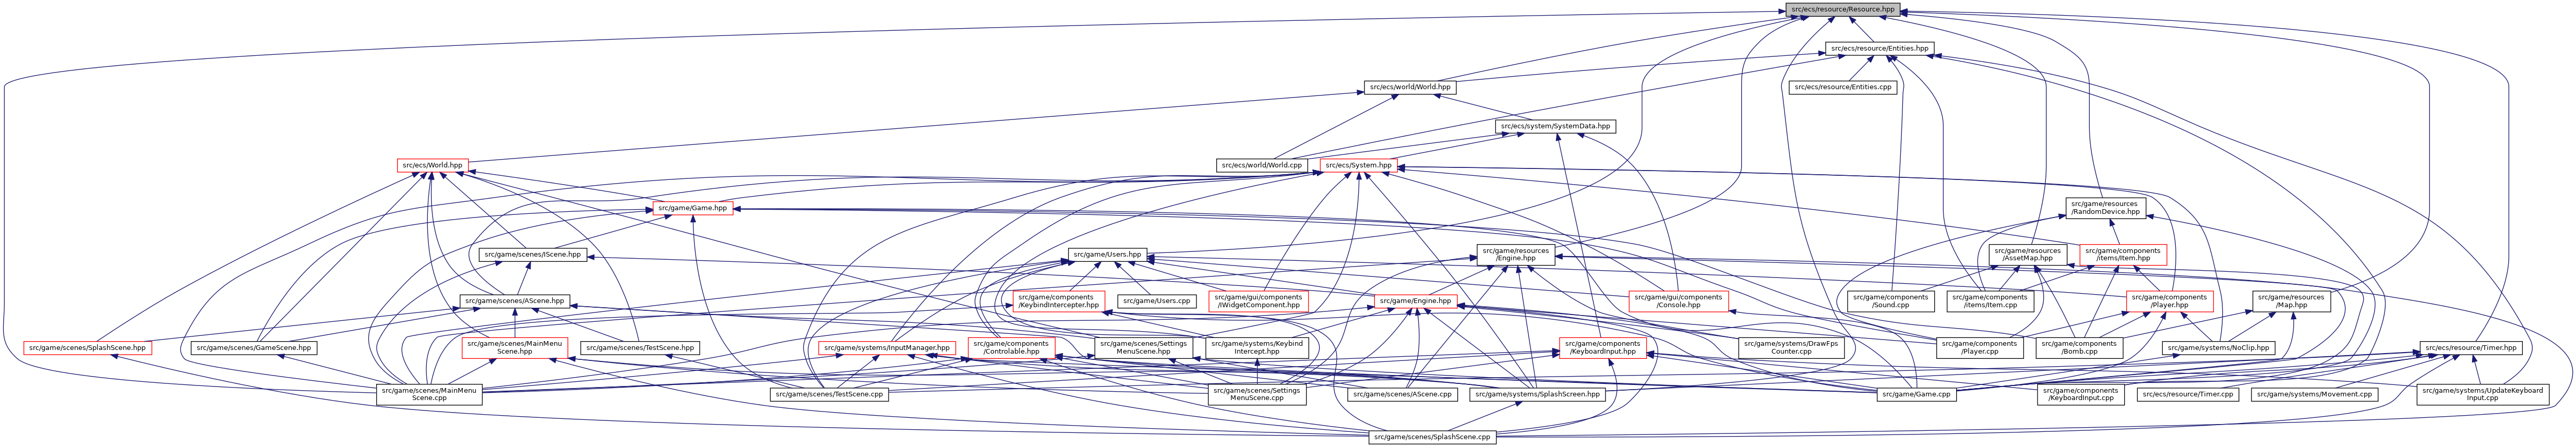 src/ecs/resource/Resource.hpp
src/ecs/resource/Entities.hpp
src/ecs/world/World.hpp
src/ecs/resource/Entities.cpp
src/ecs/system/SystemData.hpp
src/ecs/World.hpp
src/ecs/world/World.cpp
src/ecs/System.hpp
src/game/Game.hpp
src/game/resources
/RandomDevice.hpp
src/game/scenes/IScene.hpp
src/game/Users.hpp
src/game/resources
/Engine.hpp
src/game/resources
/AssetMap.hpp
src/game/components
/items/Item.hpp
src/game/scenes/AScene.hpp
src/game/components
/KeybindIntercepter.hpp
src/game/Users.cpp
src/game/gui/components
/IWidgetComponent.hpp
src/game/Engine.hpp
src/game/gui/components
/Console.hpp
src/game/components
/Sound.cpp
src/game/components
/items/Item.cpp
src/game/components
/Player.hpp
src/game/resources
/Map.hpp
src/game/scenes/SplashScene.hpp
src/game/scenes/GameScene.hpp
src/game/scenes/MainMenu
Scene.hpp
src/game/scenes/TestScene.hpp
src/game/systems/InputManager.hpp
src/game/components
/Controlable.hpp
src/game/scenes/Settings
MenuScene.hpp
src/game/systems/Keybind
Intercept.hpp
src/game/components
/KeyboardInput.hpp
src/game/systems/DrawFps
Counter.hpp
src/game/components
/Player.cpp
src/game/components
/Bomb.cpp
src/game/systems/NoClip.hpp
src/ecs/resource/Timer.hpp
src/game/scenes/MainMenu
Scene.cpp
src/game/scenes/TestScene.cpp
src/game/scenes/Settings
MenuScene.cpp
src/game/scenes/AScene.cpp
src/game/systems/SplashScreen.hpp
src/game/Game.cpp
src/game/components
/KeyboardInput.cpp
src/ecs/resource/Timer.cpp
src/game/systems/Movement.cpp
src/game/systems/UpdateKeyboard
Input.cpp
src/game/scenes/SplashScene.cpp